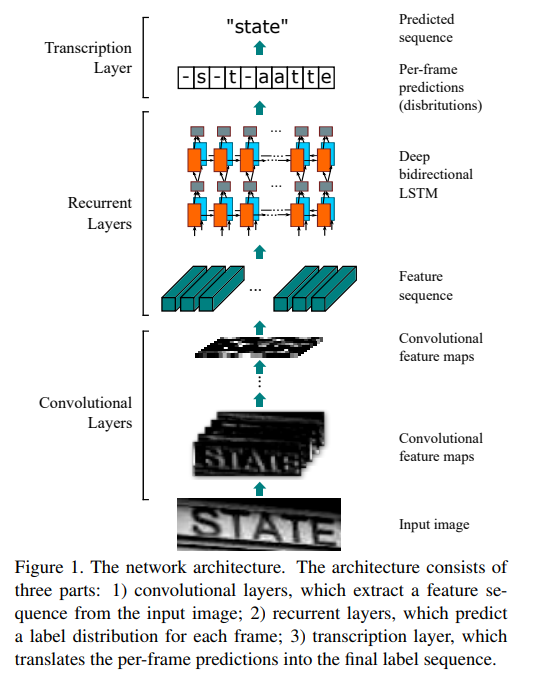 "state"
Predicted
sequence
Transcription
Layer
-s-t-aatte
Per-frame
predictions
(disbritutions)
...
Deep
bidirectional
LSTM
...
Recurrent
Layers
...
Feature
sequence
Convolutional
feature maps
Convolutional
Layers
STATE
Convolutional
feature maps
STATE
Input image
Figure 1. The network architecture. The architecture consists of
three parts: 1) convolutional layers, which extract a feature se-
quence from the input image; 2) recurrent layers, which predict
a label distribution for each frame; 3) transcription layer, which
translates the per-frame predictions into the final label sequence.